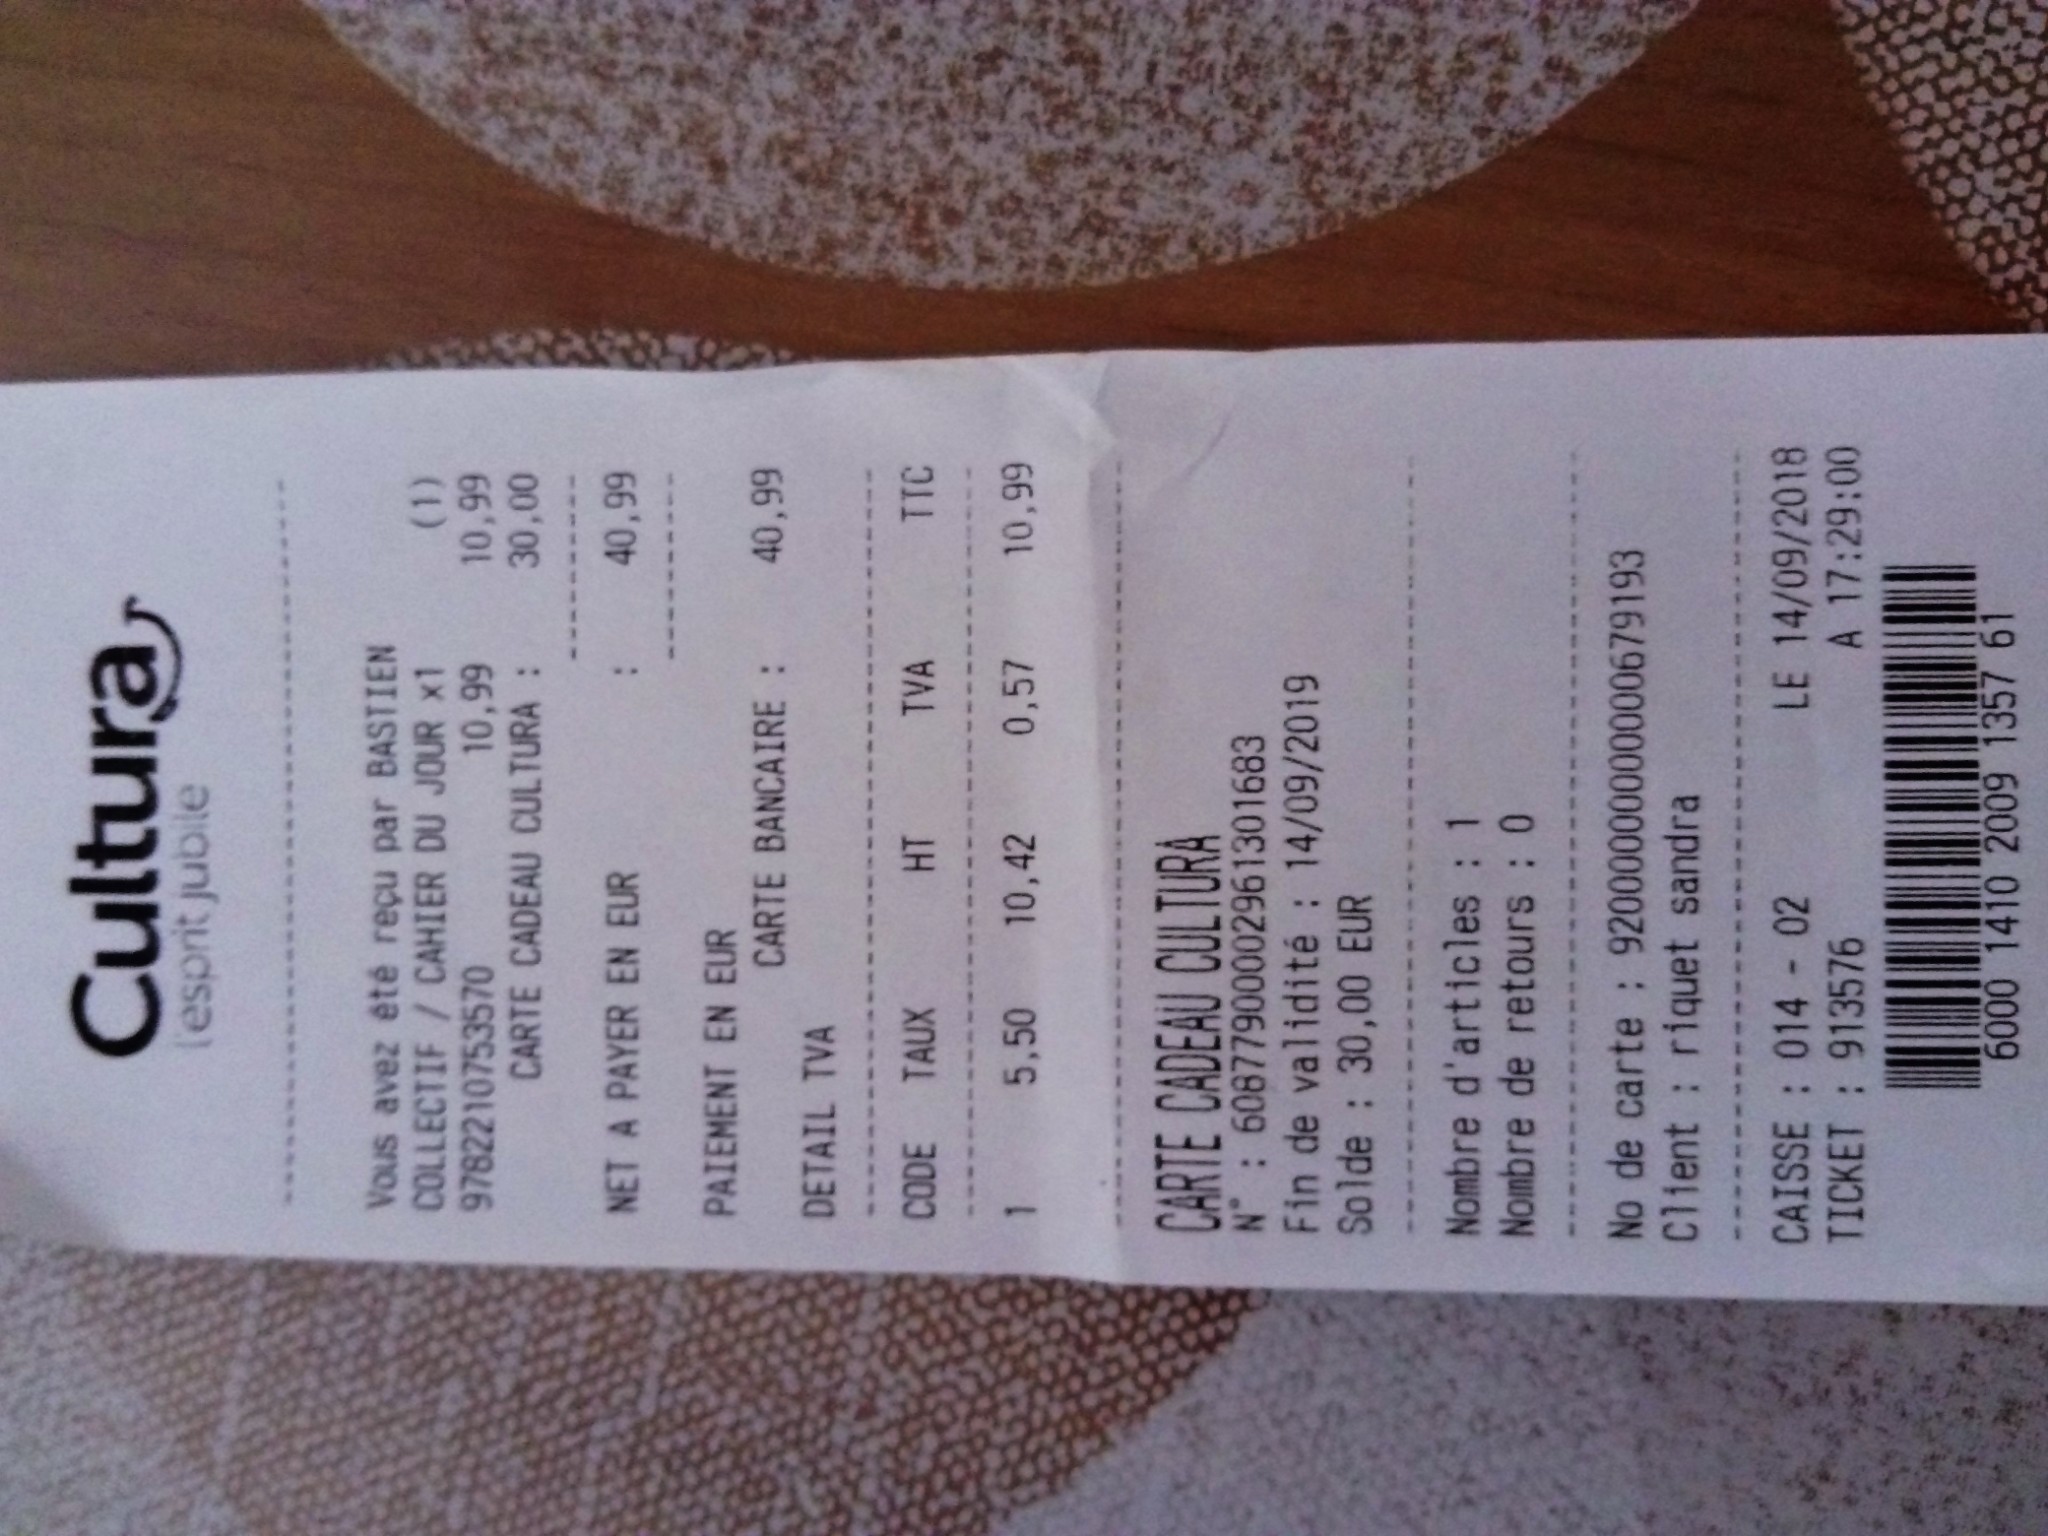 Cultura
l'esprit jubile
Vous avez été reçu par BASTIEN
COLLECTIF / CAHIER DU JOUR x1 (1)
9782210753570 10,99 10,99
CARTE CADEAU CULTURA : 30,00
NET A PAYER EN EUR : 40,99
PAIEMENT EN EUR
CARTE BANCAIRE : 40,99
DETAIL TVA
CODE TAUX HT TVA TTC
1 5,50 10,42 0,57 10,99
CARTE CADEAU CULTURA
N° : 6087790000296131301683
Fin de validité : 14/09/2019
Solde : 30,00 EUR
Nombre d'articles : 1
Nombre de retours : 0
No de carte : 9200000000000000679193
Client : riquet sandra
CAISSE : 014 - 02 LE 14/09/2018
TICKET : 913576 A 17:29:00
6000 1410 2009 1357 61